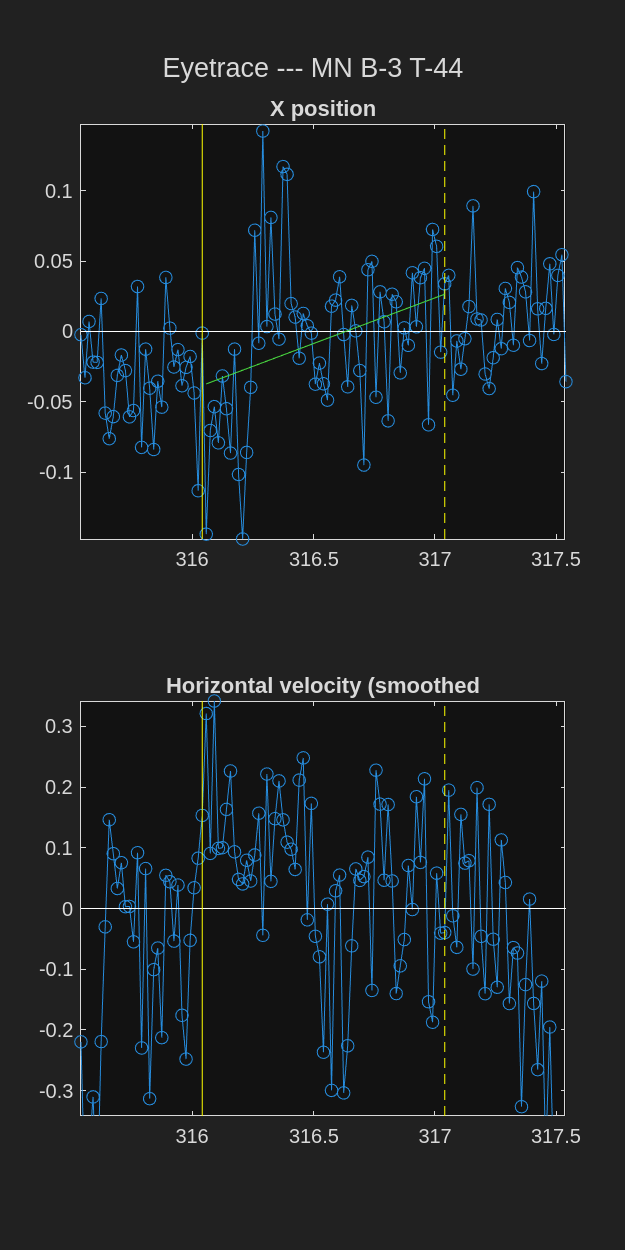 Eyetrace --- MN B-3 T-44
X position
0.1
0.05
0
-0.05
-0.1
316 316.5 317 317.5
Horizontal velocity (smoothed
0.3
0.2
0.1
0
-0.1
-0.2
-0.3
316 316.5 317 317.5